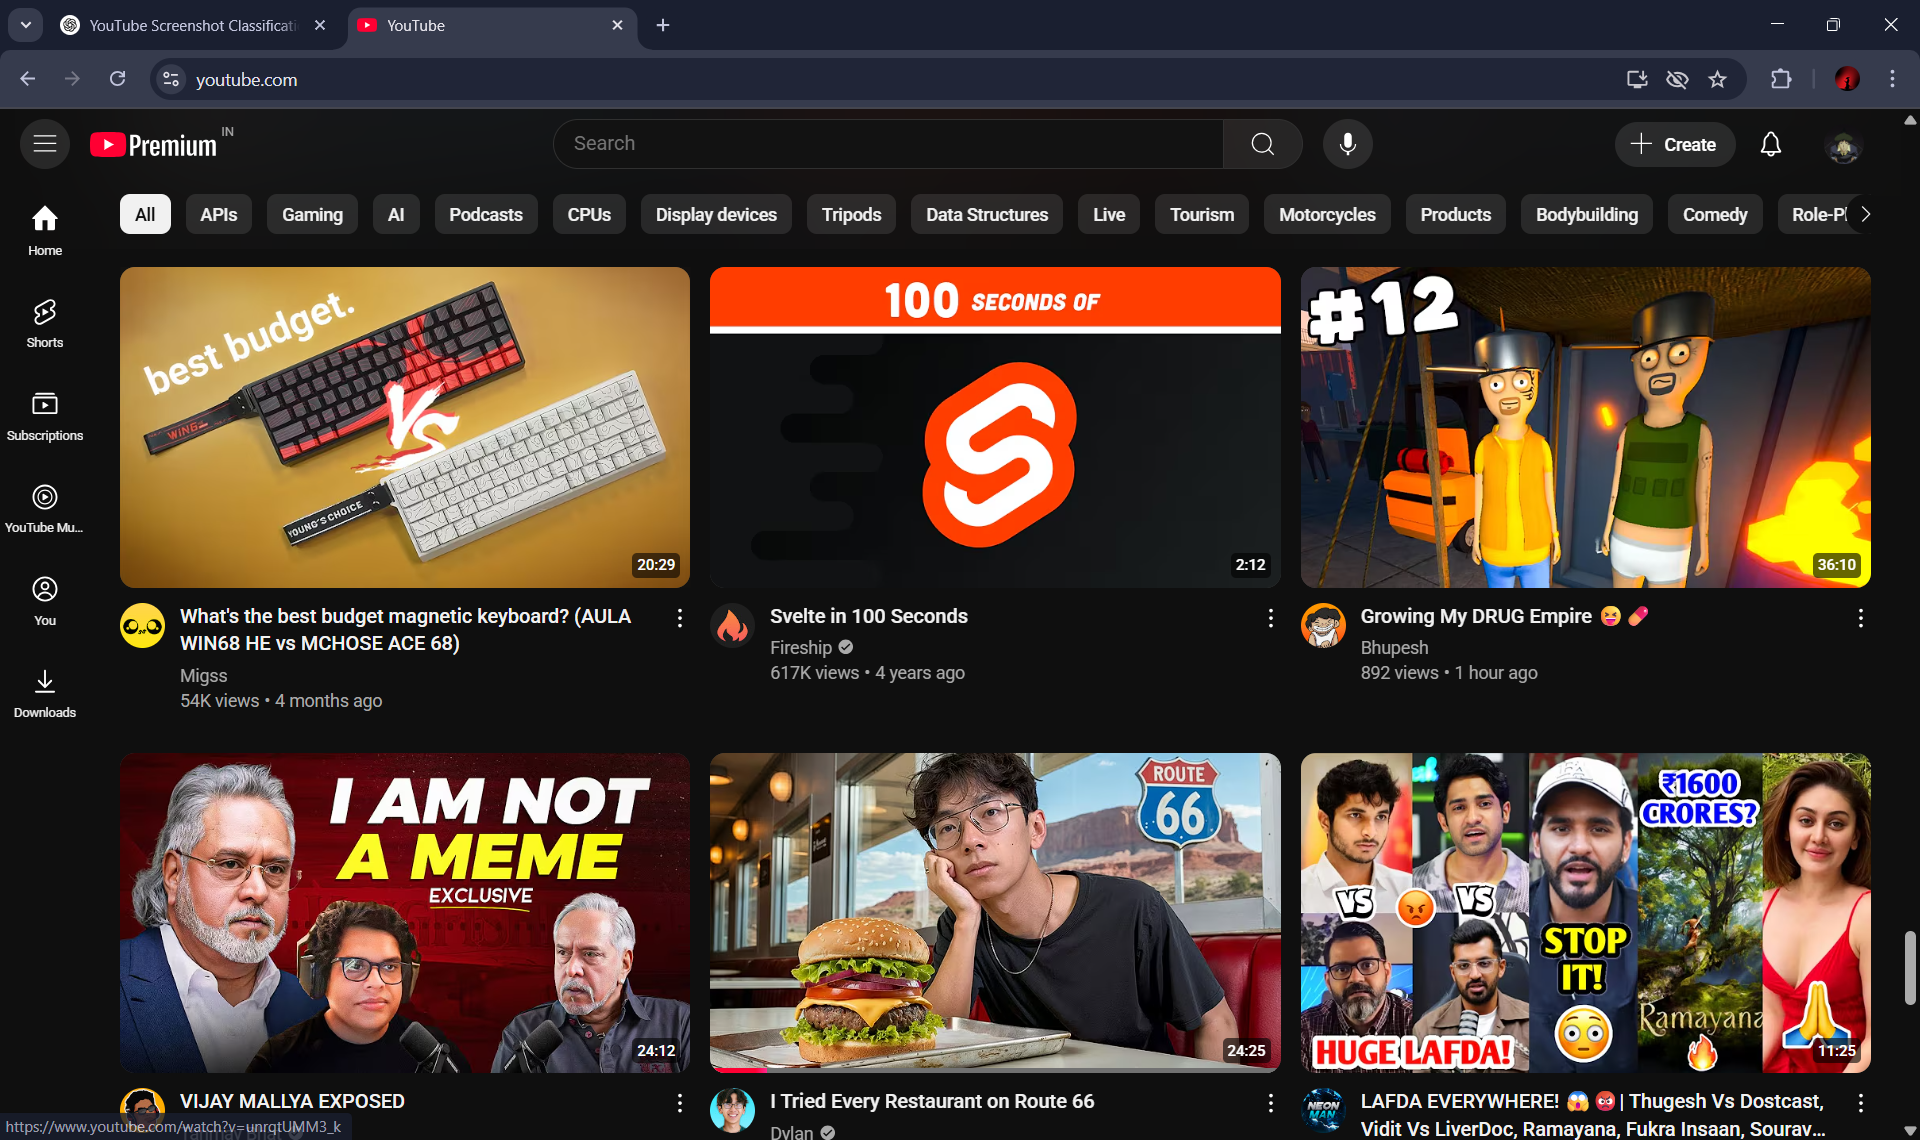 YouTube Screenshot Classificati
YouTube
youtube.com
Premium IN
Search
Create
All
APIs
Gaming
AI
Podcasts
CPUs
Display devices
Tripods
Data Structures
Live
Tourism
Motorcycles
Products
Bodybuilding
Comedy
Role-Pl
Home
Shorts
Subscriptions
YouTube Mu...
You
Downloads
best budget.
VS
WIN68
YOUNG'S CHOICE
20:29
What's the best budget magnetic keyboard? (AULA
WIN68 HE vs MCHOSE ACE 68)
Migss
54K views • 4 months ago
100 SECONDS OF
2:12
Svelte in 100 Seconds
Fireship
617K views • 4 years ago
#12
36:10
Growing My DRUG Empire 😝 💊
Bhupesh
892 views • 1 hour ago
I AM NOT
A MEME
EXCLUSIVE
24:12
VIJAY MALLYA EXPOSED
Tanmay Bhat
ROUTE
66
24:25
I Tried Every Restaurant on Route 66
Dylan
VS
VS
HUGE LAFDA!
STOP
IT!
₹1600
CRORES?
Ramayana
11:25
NEON
MAN
LAFDA EVERYWHERE! 😱 👿 | Thugesh Vs Dostcast,
Vidit Vs LiverDoc, Ramayana, Fukra Insaan, Sourav...
https://www.youtube.com/watch?v=unrqtUMM3_k